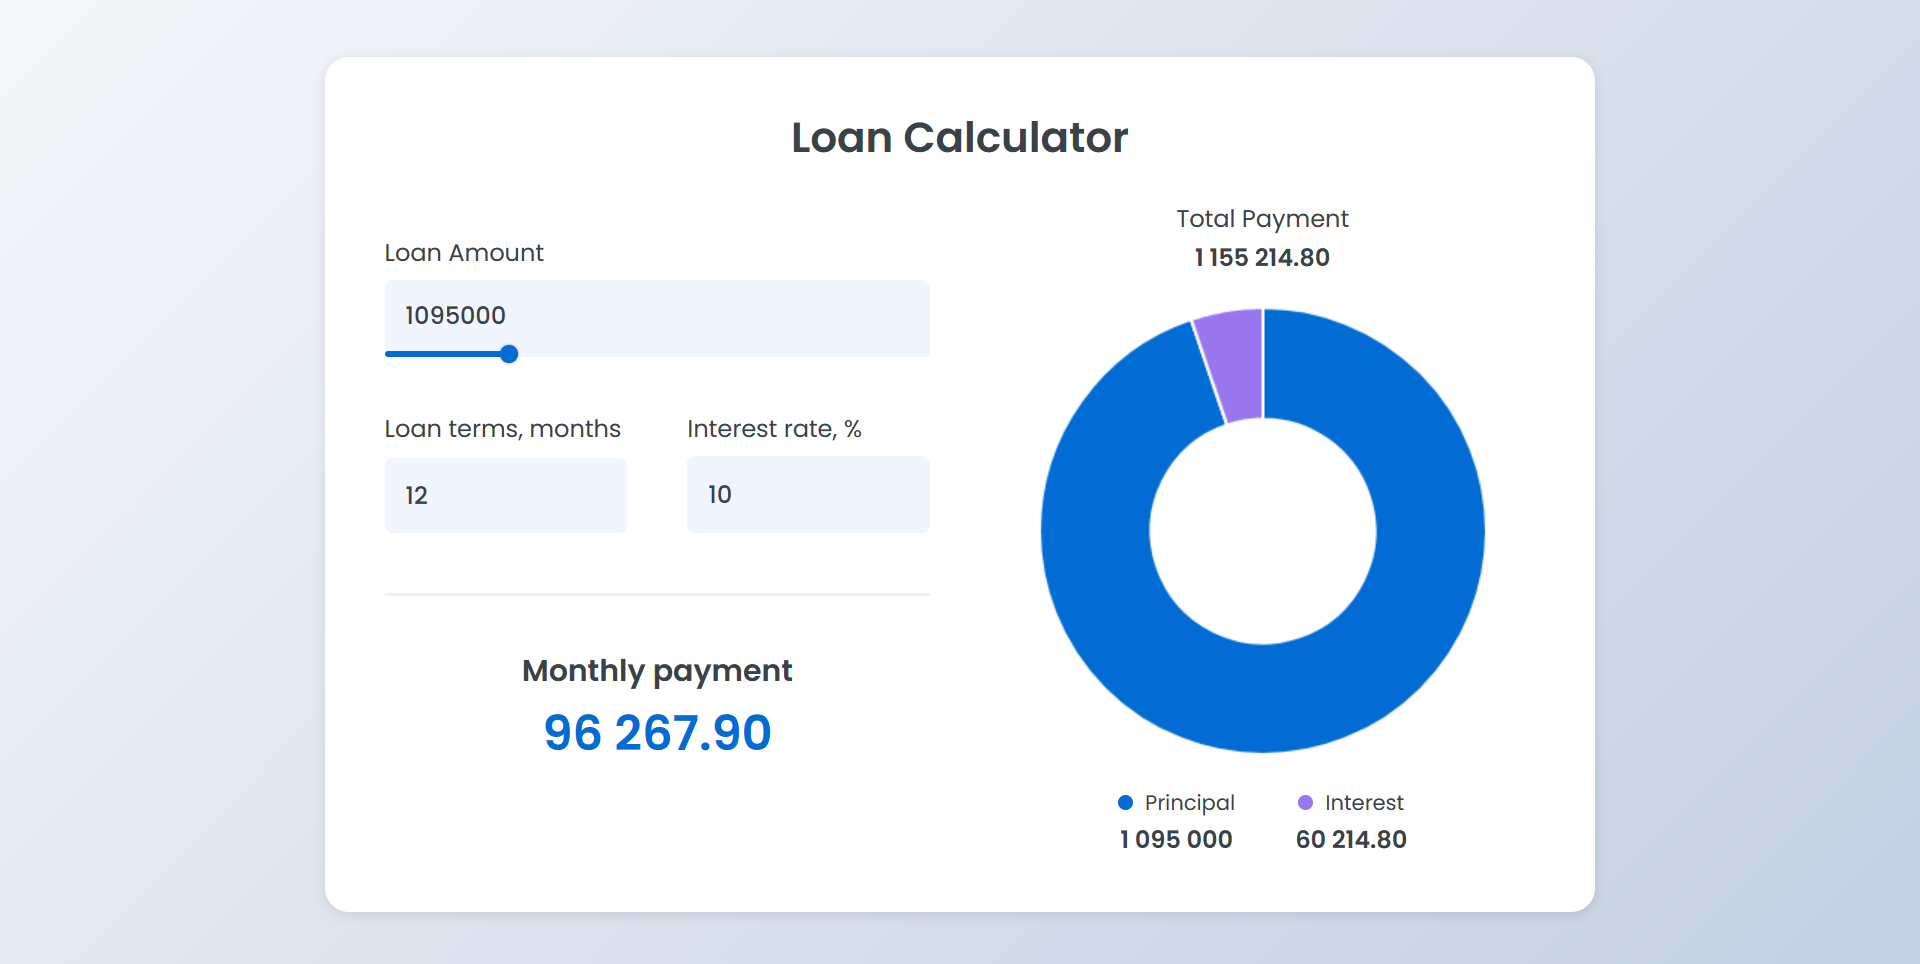 Loan Calculator
Loan Amount
1095000
Loan terms, months
12
Interest rate, %
10
Monthly payment
96 267.90
Total Payment
1 155 214.80
Principal
1 095 000
Interest
60 214.80